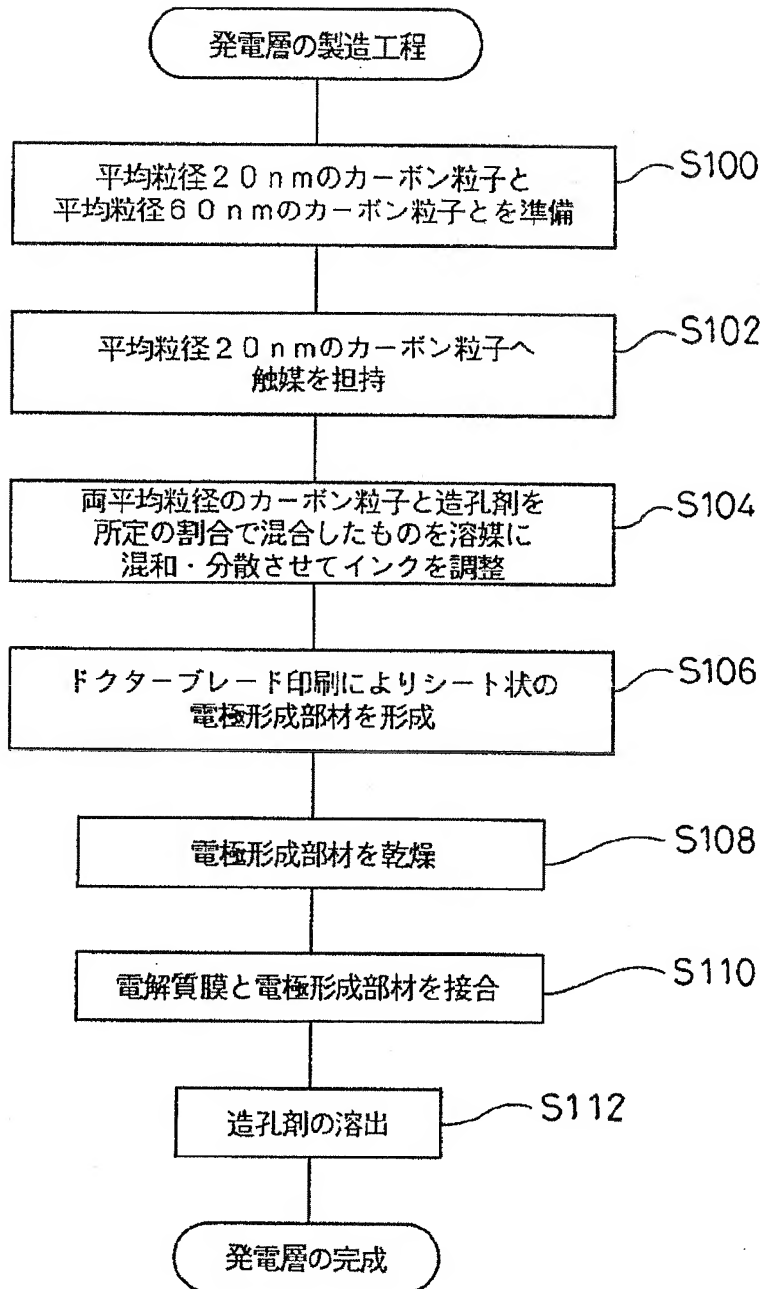 発電層の製造工程
平均粒径20nmのカーボン粒子と
平均粒径60nmのカーボン粒子とを準備
S100
平均粒径20nmのカーボン粒子へ
触媒を担持
S102
両平均粒径のカーボン粒子と造孔剤を
所定の割合で混合したものを溶媒に
混和・分散させてインクを調整
S104
ドクターブレード印刷によりシート状の
電極形成部材を形成
S106
電極形成部材を乾燥
S108
電解質膜と電極形成部材を接合
S110
造孔剤の溶出
S112
発電層の完成